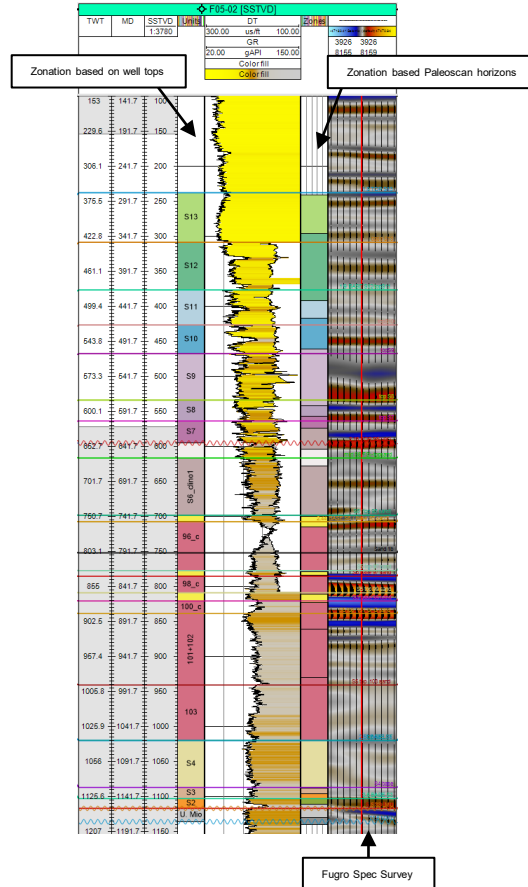 F05-02 [SSTVD]
TWT MD SSTVD Units DT Zones
1:3780 300.00 us/ft 100.00
GR 3926 3926
20.00 gAPI 150.00 8155 8159
Color fill
Color fill
Zonation based on well tops
Zonation based Paleoscan horizons
153 141.7 100
229.6 191.7 150
306.1 241.7 200
376.5 291.7 250
S13
422.8 341.7 300
S12
461.1 391.7 350
499.4 441.7 400 S11
543.8 491.7 450 S10
573.3 541.7 500 S9
600.1 591.7 550 S8
S7
652.7 641.7 600
701.7 691.7 650 S6_clino1
750.7 741.7 700
96_c
803.1 791.7 750
855 841.7 800 98_c
100_c
902.5 891.7 850
967.4 941.7 900 101+102
1006.8 991.7 950
103
1025.9 1041.7 1000
1056 1091.7 1050 S4
S3
1125.6 1141.7 1100
S2
U. Mio
1207 1191.7 1150
Fugro Spec Survey